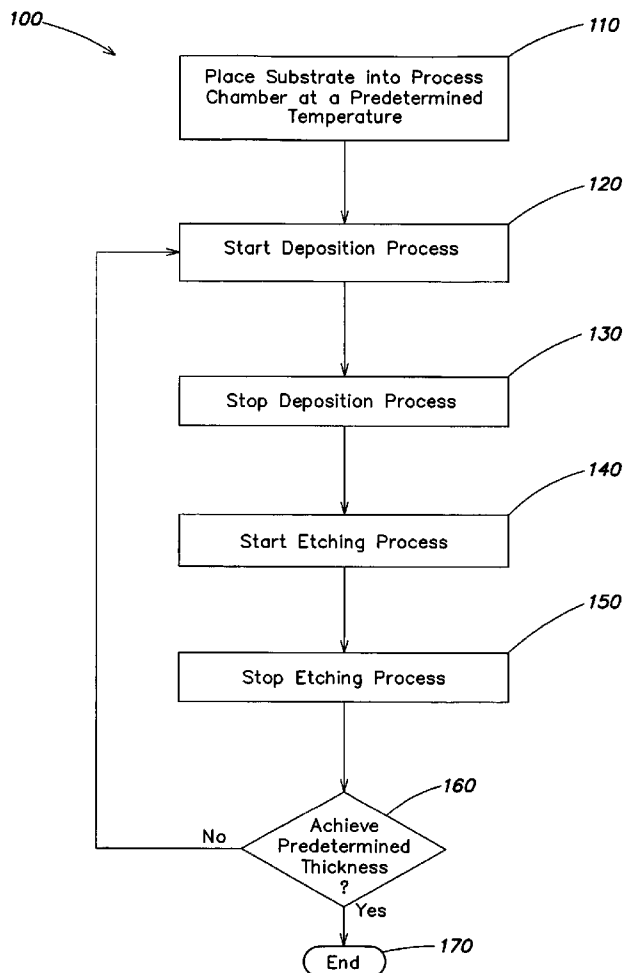 100
110
Place Substrate into Process
Chamber at a Predetermined
Temperature
120
Start Deposition Process
130
Stop Deposition Process
140
Start Etching Process
150
Stop Etching Process
160
Achieve
Predetermined
Thickness
?
No
Yes
170
End